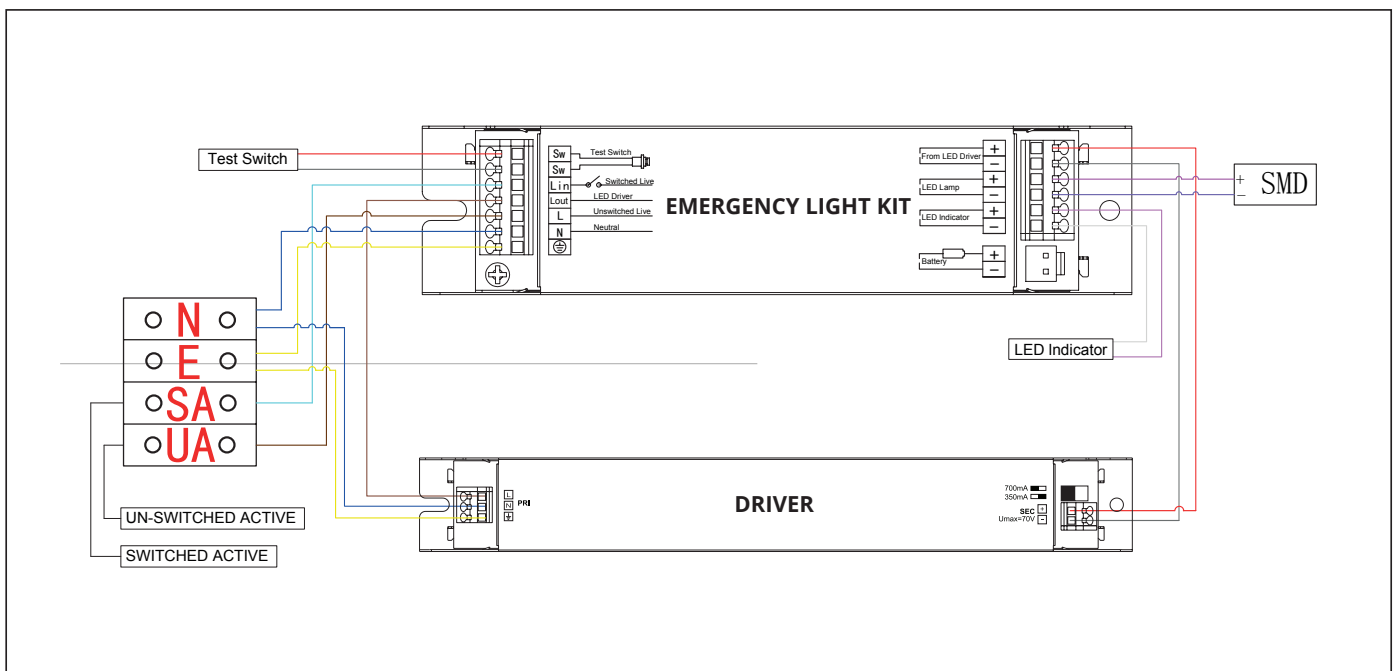 Test Switch
Sw
Test Switch
Sw
Lin
Switched Live
Lout
LED Driver
L
Unswitched Live
N
Neutral
EMERGENCY LIGHT KIT
From LED Driver
+
−
LED Lamp
+
−
LED Indicator
+
−
Battery
+
−
+
−
SMD
LED Indicator
N
E
SA
UA
UN-SWITCHED ACTIVE
SWITCHED ACTIVE
L
N
PRI
DRIVER
700mA
350mA
SEC +
Umax=70V -